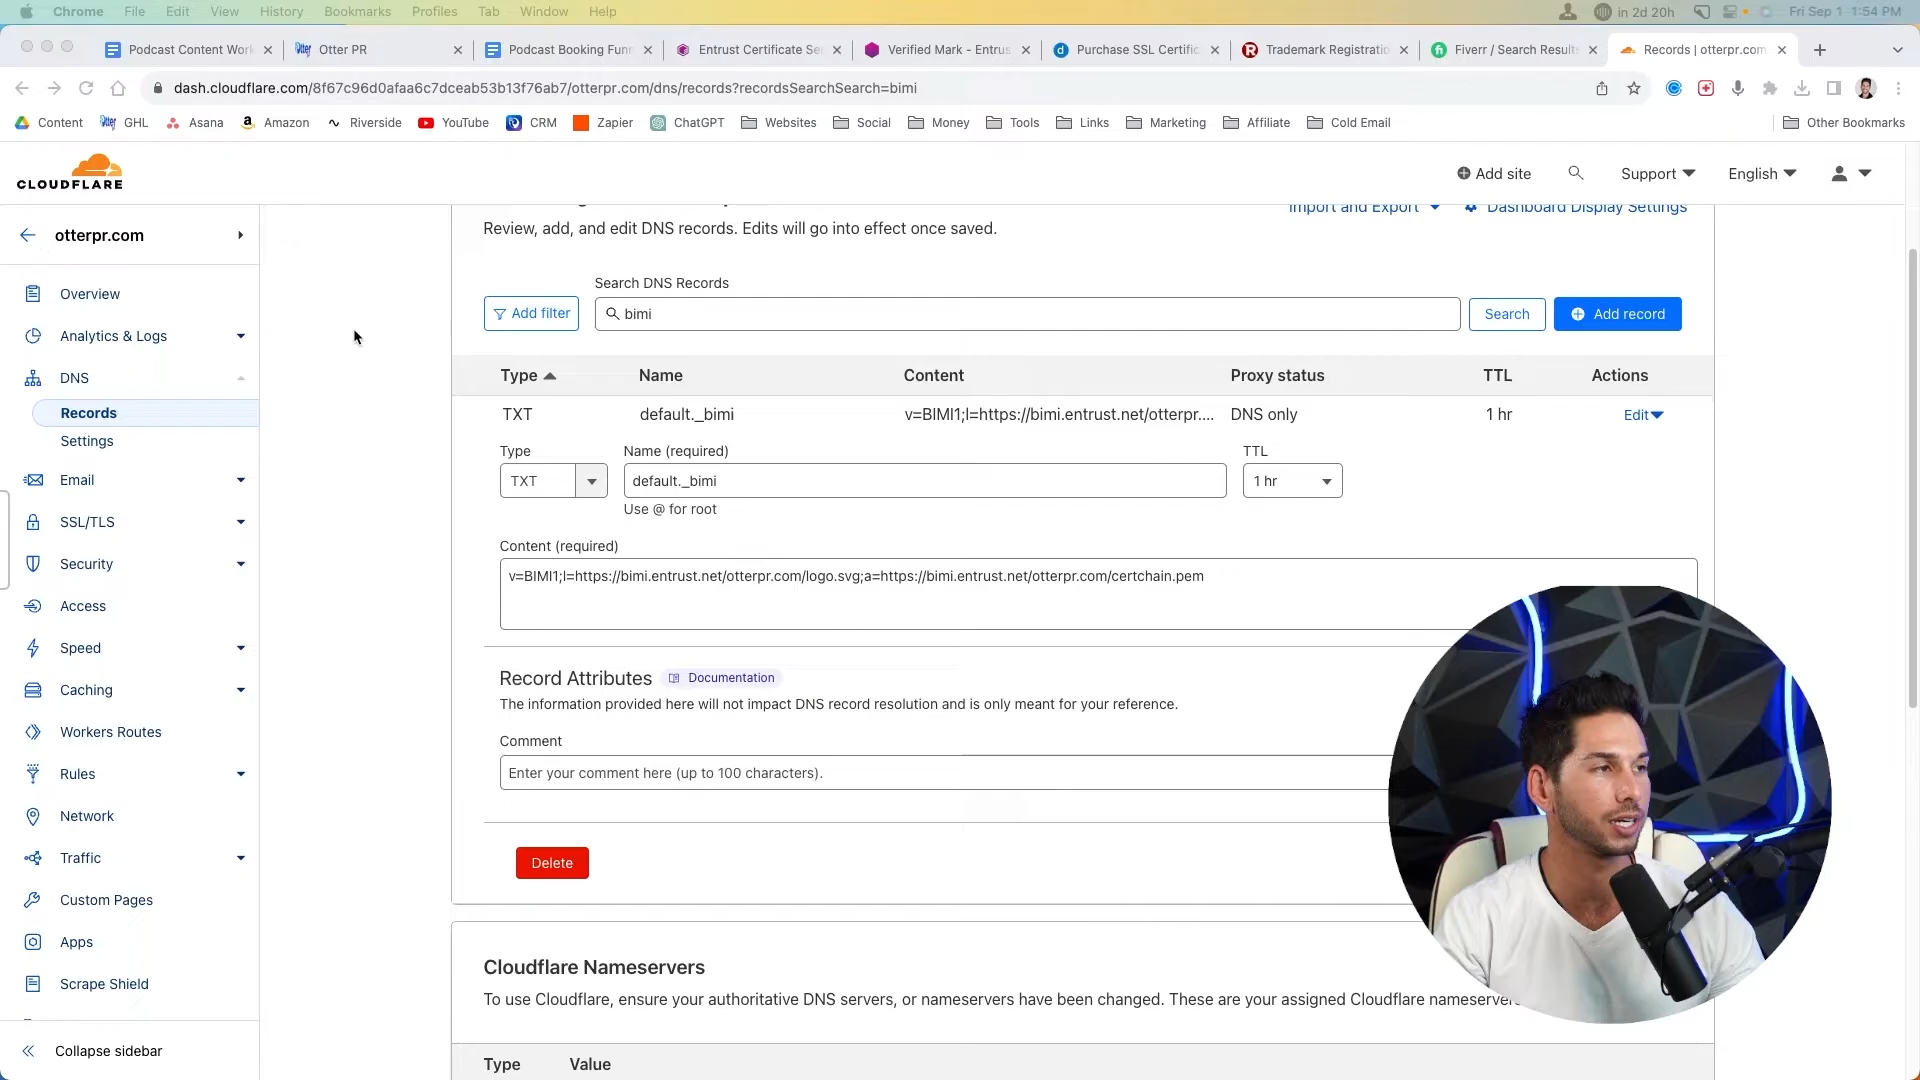 Chrome File Edit View History Bookmarks Profiles Tab Window Help in 2d 20h Fri Sep 1 1:54 PM
Podcast Content Work Otter PR Podcast Booking Funn Entrust Certificate Se Verified Mark - Entrus Purchase SSL Certific Trademark Registratio Fiverr / Search Results Records | otterpr.com
dash.cloudflare.com/8f67c96d0afaa6c7dceab53b13f76ab7/otterpr.com/dns/records?recordsSearchSearch=bimi
Content GHL Asana Amazon Riverside YouTube CRM Zapier ChatGPT Websites Social Money Tools Links Marketing Affiliate Cold Email Other Bookmarks
CLOUDFLARE
Add site Support English
otterpr.com
Overview
Analytics & Logs
DNS
Records
Settings
Email
SSL/TLS
Security
Access
Speed
Caching
Workers Routes
Rules
Network
Traffic
Custom Pages
Apps
Scrape Shield
Collapse sidebar
Import and Export Dashboard Display Settings
Review, add, and edit DNS records. Edits will go into effect once saved.
Search DNS Records
Add filter bimi Search Add record
Type Name Content Proxy status TTL Actions
TXT default._bimi v=BIMI1;l=https://bimi.entrust.net/otterpr.... DNS only 1 hr Edit
Type Name (required) TTL
TXT default._bimi 1 hr
Use @ for root
Content (required)
v=BIMI1;l=https://bimi.entrust.net/otterpr.com/logo.svg;a=https://bimi.entrust.net/otterpr.com/certchain.pem
Record Attributes Documentation
The information provided here will not impact DNS record resolution and is only meant for your reference.
Comment
Enter your comment here (up to 100 characters).
Delete
Cloudflare Nameservers
To use Cloudflare, ensure your authoritative DNS servers, or nameservers have been changed. These are your assigned Cloudflare nameservers
Type Value